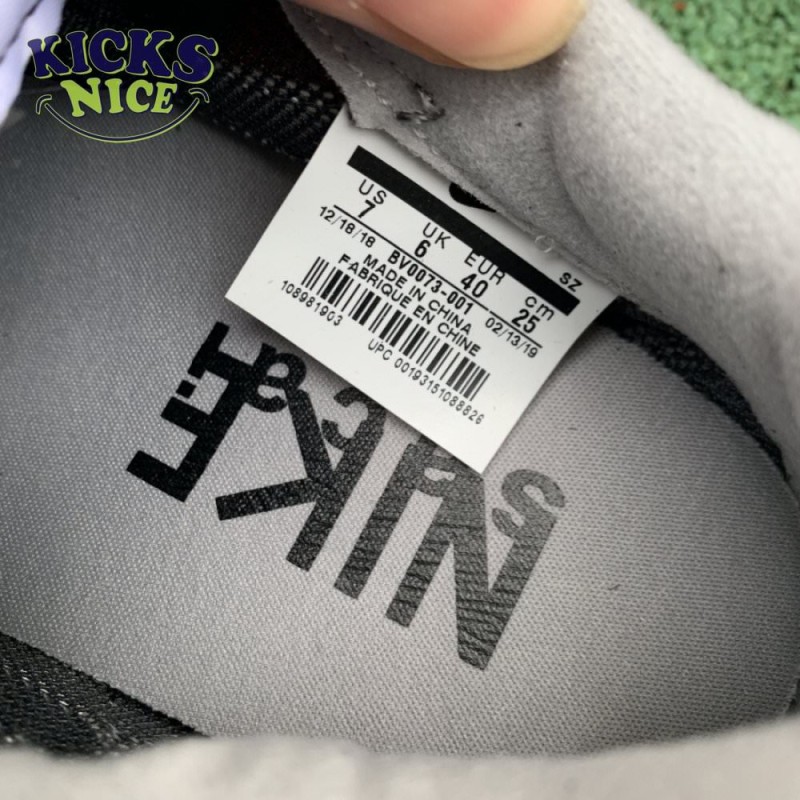 KICKS
NICE
US UK EUR cm SZ
7 6 40 25
12/18/18 BV0073-001 02/13/19
MADE IN CHINA
FABRIQUÉ EN CHINE
108981903
UPC 00193151088826
NIKE
sacai